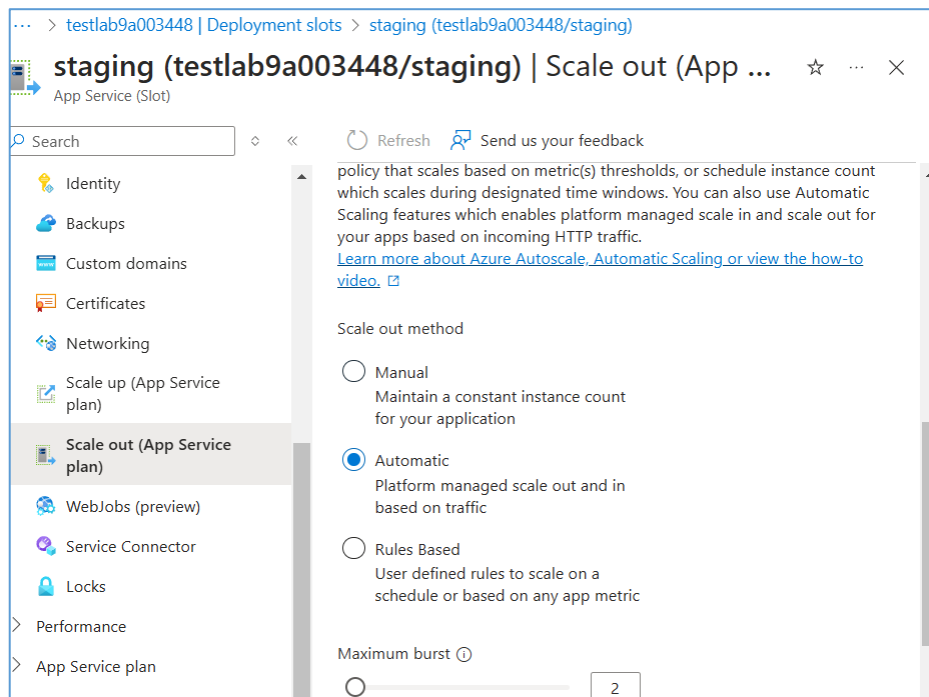 ··· > testlab9a003448 | Deployment slots > staging (testlab9a003448/staging)
staging (testlab9a003448/staging) | Scale out (App ...
App Service (Slot)
Search
Refresh
Send us your feedback
Identity
Backups
Custom domains
Certificates
Networking
Scale up (App Service
plan)
Scale out (App Service
plan)
WebJobs (preview)
Service Connector
Locks
Performance
App Service plan
policy that scales based on metric(s) thresholds, or schedule instance count
which scales during designated time windows. You can also use Automatic
Scaling features which enables platform managed scale in and scale out for
your apps based on incoming HTTP traffic.
Learn more about Azure Autoscale, Automatic Scaling or view the how-to
video.
Scale out method
Manual
Maintain a constant instance count
for your application
Automatic
Platform managed scale out and in
based on traffic
Rules Based
User defined rules to scale on a
schedule or based on any app metric
Maximum burst
2